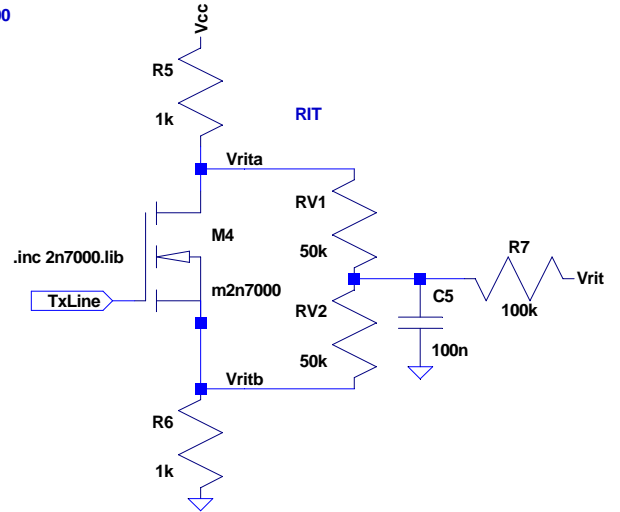 00
Vcc
R5
1k
RIT
Vrita
RV1
50k
M4
.inc 2n7000.lib
m2n7000
TxLine
R7
100k
Vrit
C5
100n
RV2
50k
Vritb
R6
1k